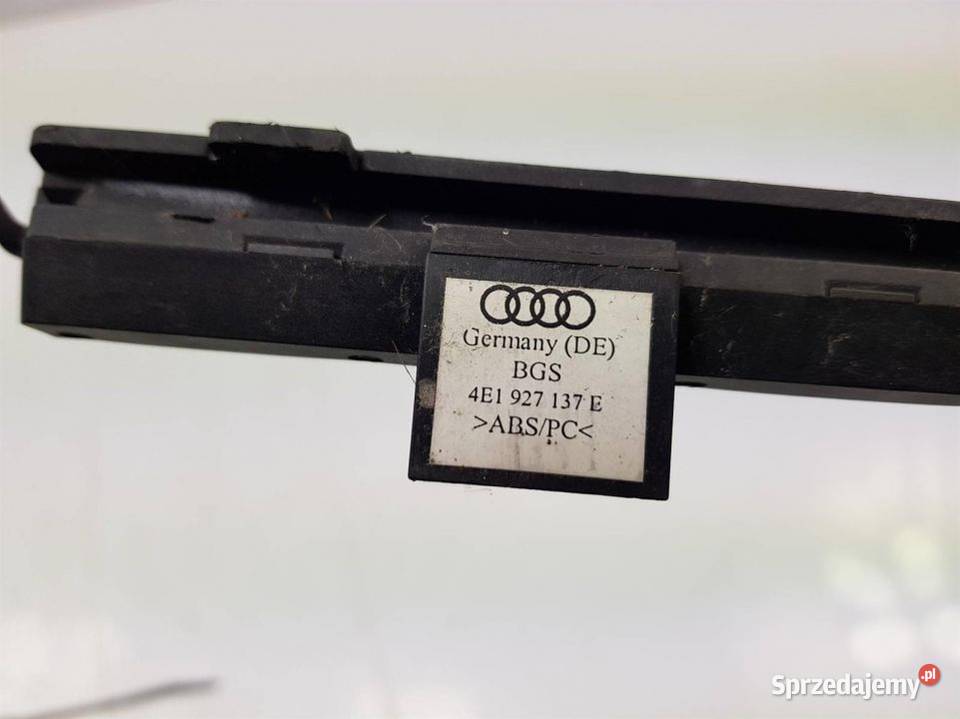 Germany (DE)
BGS
4E1 927 137 E
>ABS/PC<
Sprzedajemy.pl